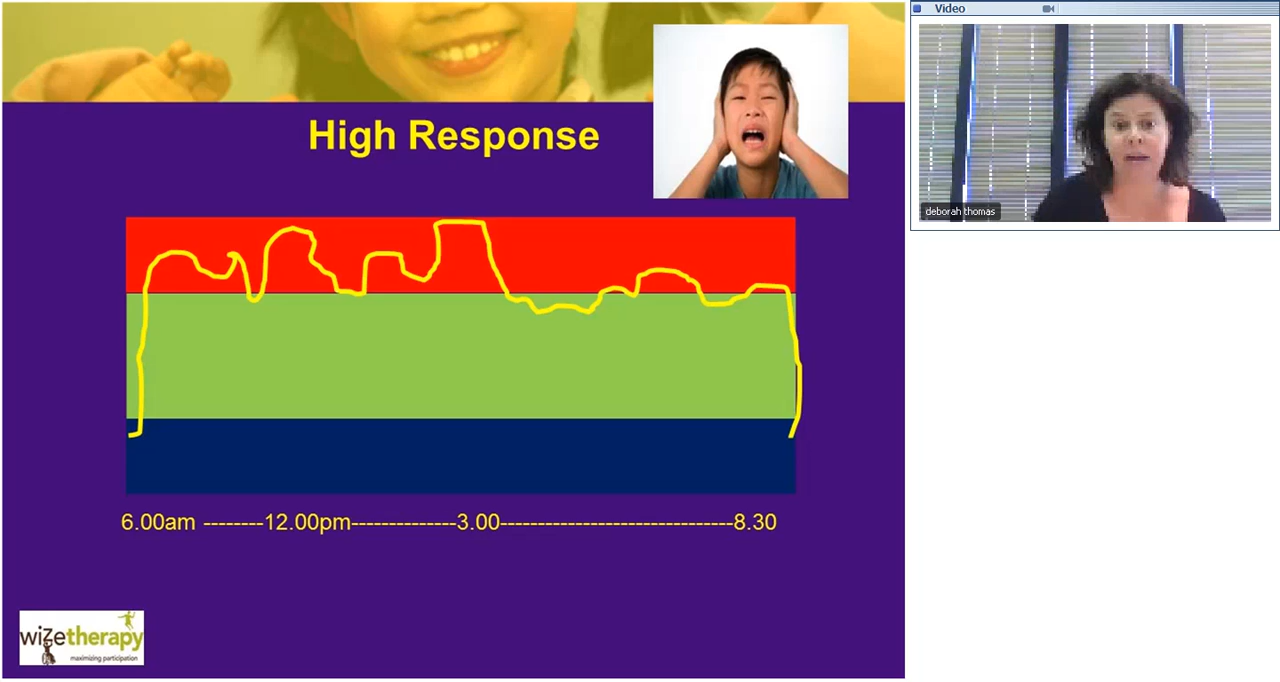 Video
deborah thomas
High Response
6.00am --------12.00pm--------------3.00-------------------------------8.30
wizetherapy
maximizing participation